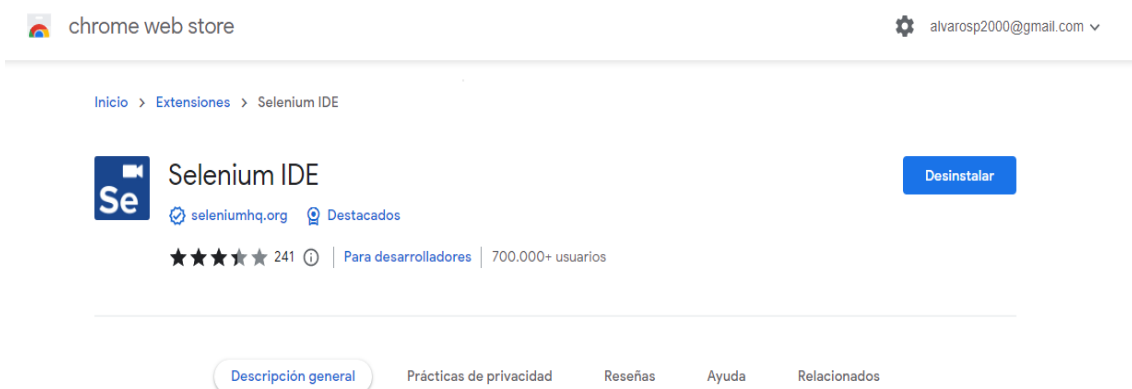 chrome web store
alvarosp2000@gmail.com
Inicio > Extensiones > Selenium IDE
Se
Selenium IDE
Desinstalar
seleniumhq.org Destacados
241 Para desarrolladores 700.000+ usuarios
Descripción general Prácticas de privacidad Reseñas Ayuda Relacionados